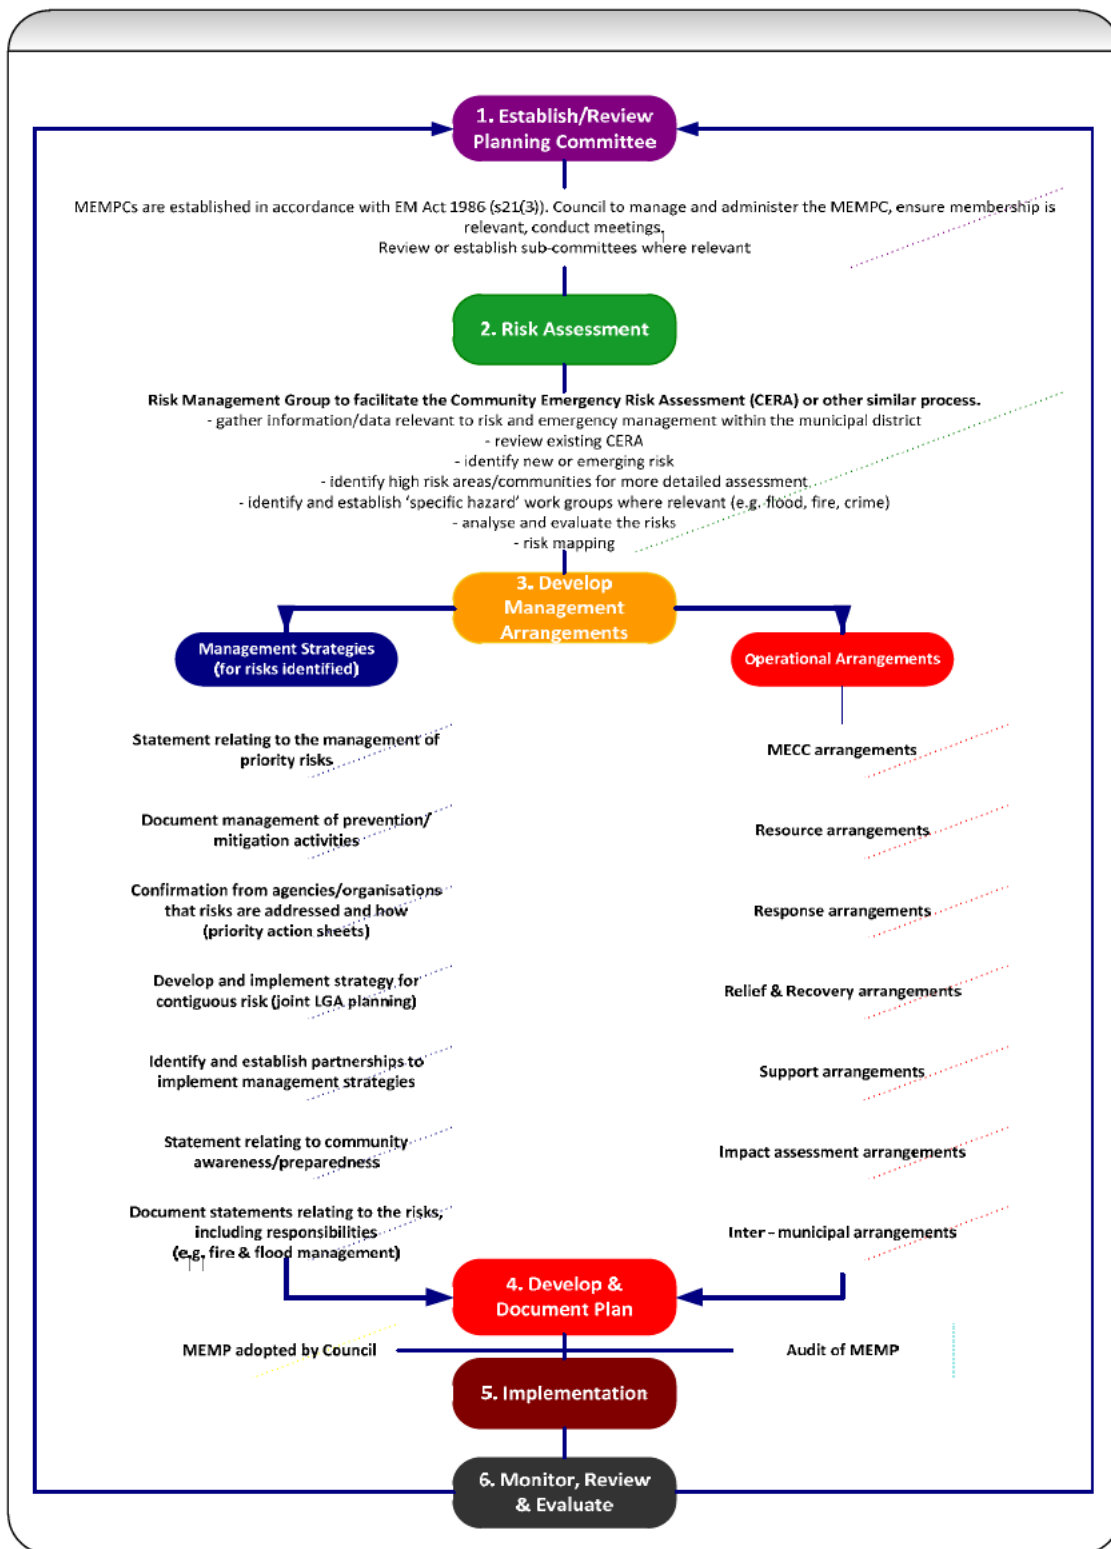 1. Establish/Review
Planning Committee
MEMPCs are established in accordance with EM Act 1986 (s21(3)). Council to manage and administer the MEMPC, ensure membership is
relevant, conduct meetings.
Review or establish sub-committees where relevant
2. Risk Assessment
Risk Management Group to facilitate the Community Emergency Risk Assessment (CERA) or other similar process.
- gather information/data relevant to risk and emergency management within the municipal district
- review existing CERA
- identify new or emerging risk
- identify high risk areas/communities for more detailed assessment
- identify and establish ‘specific hazard’ work groups where relevant (e.g. flood, fire, crime)
- analyse and evaluate the risks
- risk mapping
3. Develop
Management
Arrangements
Management Strategies
(for risks identified)
Statement relating to the management of
priority risks
Document management of prevention/
mitigation activities
Confirmation from agencies/organisations
that risks are addressed and how
(priority action sheets)
Develop and implement strategy for
contiguous risk (joint LGA planning)
Identify and establish partnerships to
implement management strategies
Statement relating to community
awareness/preparedness
Document statements relating to the risks,
including responsibilities
(e.g. fire & flood management)
Operational Arrangements
MECC arrangements
Resource arrangements
Response arrangements
Relief & Recovery arrangements
Support arrangements
Impact assessment arrangements
Inter – municipal arrangements
4. Develop &
Document Plan
MEMP adopted by Council
Audit of MEMP
5. Implementation
6. Monitor, Review
& Evaluate